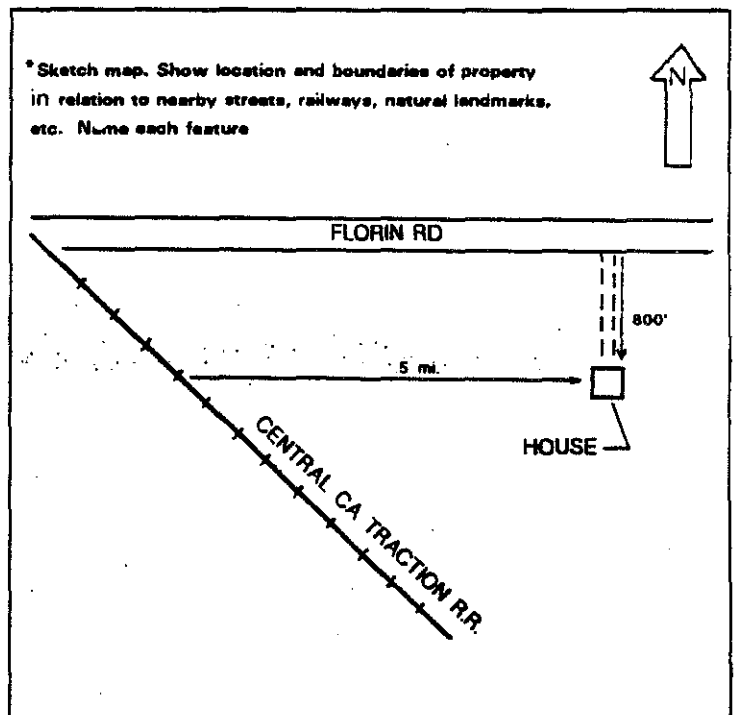 *Sketch map. Show location and boundaries of property
in relation to nearby streets, railways, natural landmarks,
etc. Name each feature
N
FLORIN RD
800'
5 mi.
HOUSE
CENTRAL CA TRACTION R.R.